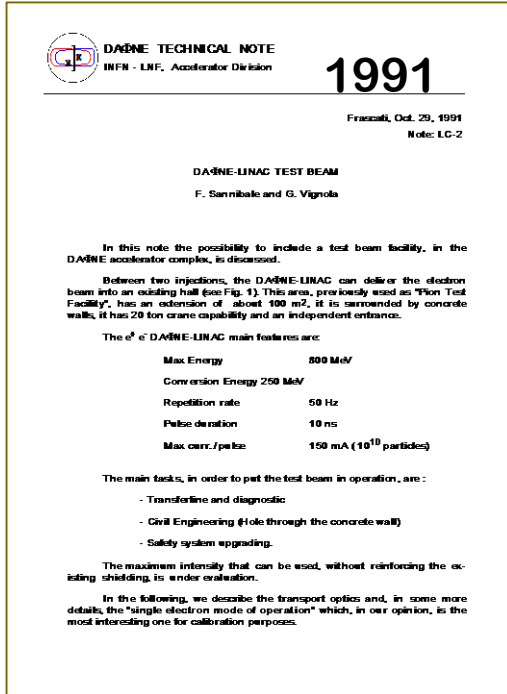 DAΦNE TECHNICAL NOTE
INFN - LNF, Accelerator Division
1991
Frascati, Oct. 29, 1991
Note: LC-2
DAΦNE-LINAC TEST BEAM
F. Sannibale and G. Vignola
In this note the possibility to include a test beam facility, in the
DAΦNE accelerator complex, is discussed.
Between two injections, the DAΦNE-LINAC can deliver the electron
beam into an existing hall (see Fig. 1). This area, previously used as "Pion Test
Facility", has an extension of about 100 m², it is surrounded by concrete
walls, it has 20 ton crane capability and an independent entrance.
The e⁺ e⁻ DAΦNE-LINAC main features are:
Max Energy 800 MeV
Conversion Energy 250 MeV
Repetition rate 50 Hz
Pulse duration 10 ns
Max curr./pulse 150 mA (10¹⁰ particles)
The main tasks, in order to put the test beam in operation, are :
- Transferline and diagnostic
- Civil Engineering (Hole through the concrete wall)
- Safety system upgrading.
The maximum intensity that can be used, without reinforcing the ex-
isting shielding, is under evaluation.
In the following, we describe the transport optics and, in some more
details, the "single electron mode of operation" which, in our opinion, is the
most interesting one for calibration purposes.